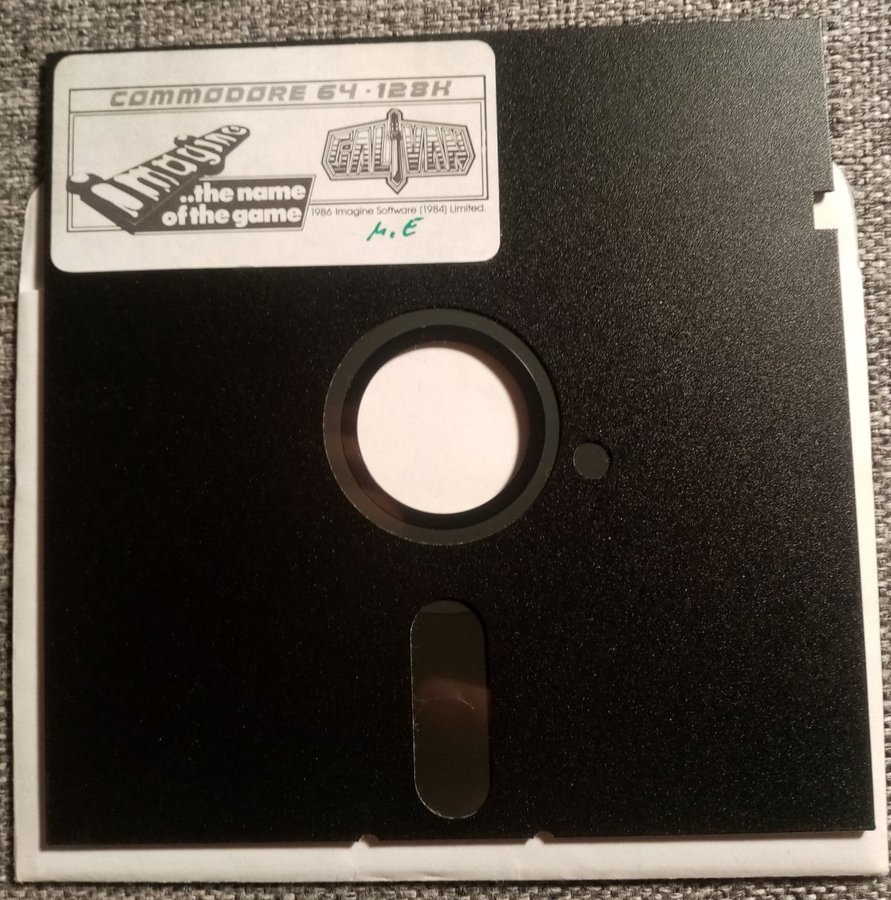 COMMODORE 64 · 128K
imagine
GALIVAN
...the name
of the game
1986 Imagine Software (1984) Limited.
μ. E